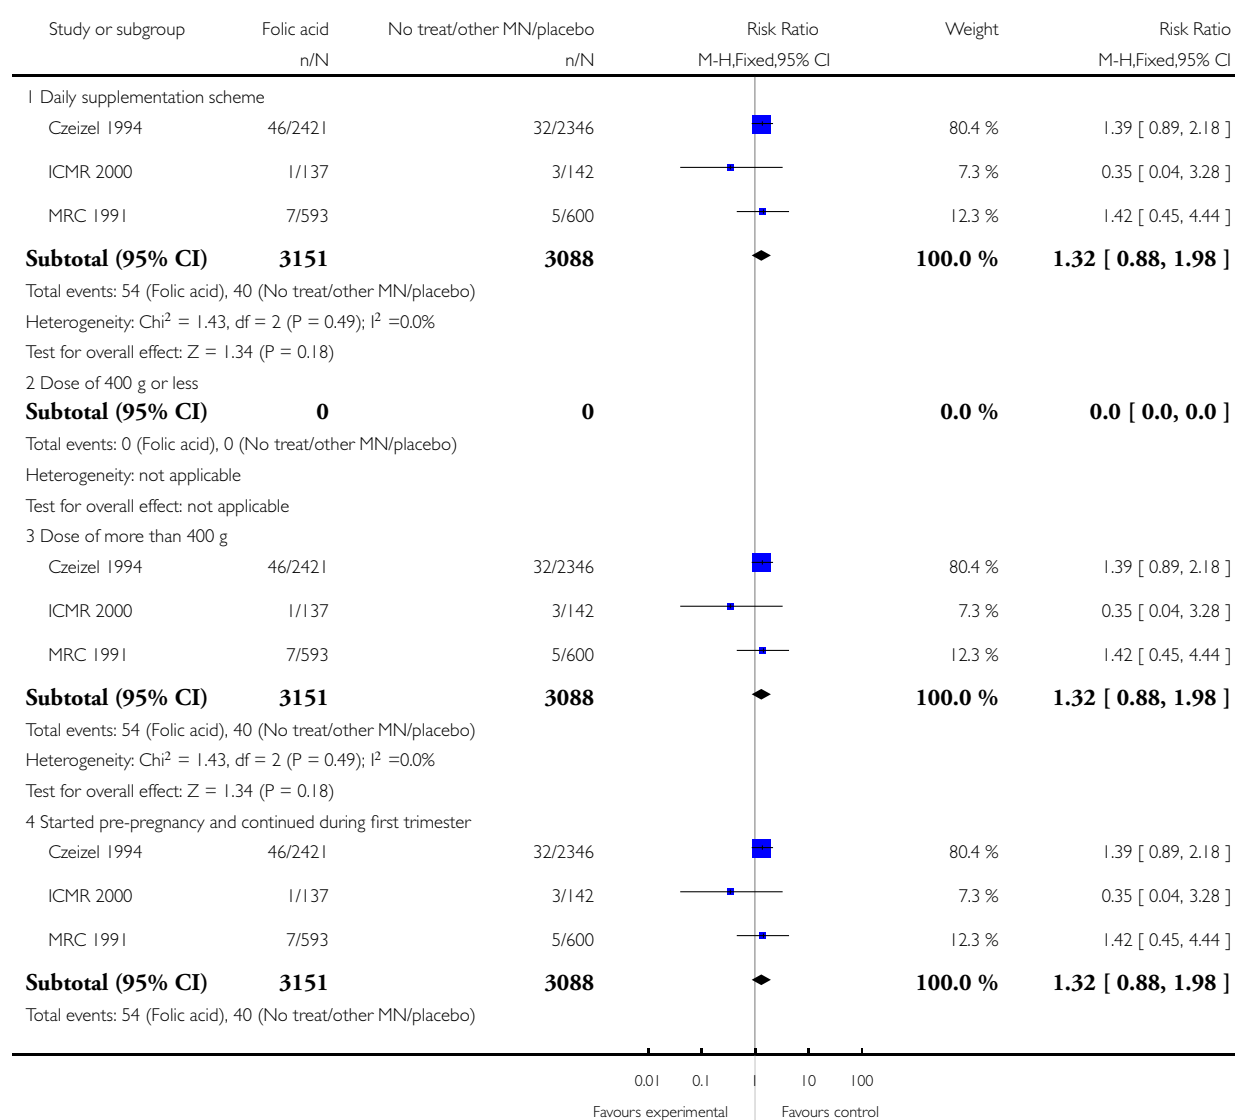 Study or subgroup Folic acid No treat/other MN/placebo Risk Ratio Weight Risk Ratio
n/N n/N M-H,Fixed,95% CI M-H,Fixed,95% CI
1 Daily supplementation scheme
Czeizel 1994 46/2421 32/2346 80.4 % 1.39 [ 0.89, 2.18 ]
ICMR 2000 1/137 3/142 7.3 % 0.35 [ 0.04, 3.28 ]
MRC 1991 7/593 5/600 12.3 % 1.42 [ 0.45, 4.44 ]
Subtotal (95% CI) 3151 3088 100.0 % 1.32 [ 0.88, 1.98 ]
Total events: 54 (Folic acid), 40 (No treat/other MN/placebo)
Heterogeneity: Chi² = 1.43, df = 2 (P = 0.49); I² =0.0%
Test for overall effect: Z = 1.34 (P = 0.18)
2 Dose of 400 g or less
Subtotal (95% CI) 0 0 0.0 % 0.0 [ 0.0, 0.0 ]
Total events: 0 (Folic acid), 0 (No treat/other MN/placebo)
Heterogeneity: not applicable
Test for overall effect: not applicable
3 Dose of more than 400 g
Czeizel 1994 46/2421 32/2346 80.4 % 1.39 [ 0.89, 2.18 ]
ICMR 2000 1/137 3/142 7.3 % 0.35 [ 0.04, 3.28 ]
MRC 1991 7/593 5/600 12.3 % 1.42 [ 0.45, 4.44 ]
Subtotal (95% CI) 3151 3088 100.0 % 1.32 [ 0.88, 1.98 ]
Total events: 54 (Folic acid), 40 (No treat/other MN/placebo)
Heterogeneity: Chi² = 1.43, df = 2 (P = 0.49); I² =0.0%
Test for overall effect: Z = 1.34 (P = 0.18)
4 Started pre-pregnancy and continued during first trimester
Czeizel 1994 46/2421 32/2346 80.4 % 1.39 [ 0.89, 2.18 ]
ICMR 2000 1/137 3/142 7.3 % 0.35 [ 0.04, 3.28 ]
MRC 1991 7/593 5/600 12.3 % 1.42 [ 0.45, 4.44 ]
Subtotal (95% CI) 3151 3088 100.0 % 1.32 [ 0.88, 1.98 ]
Total events: 54 (Folic acid), 40 (No treat/other MN/placebo)
0.01 0.1 1 10 100
Favours experimental Favours control